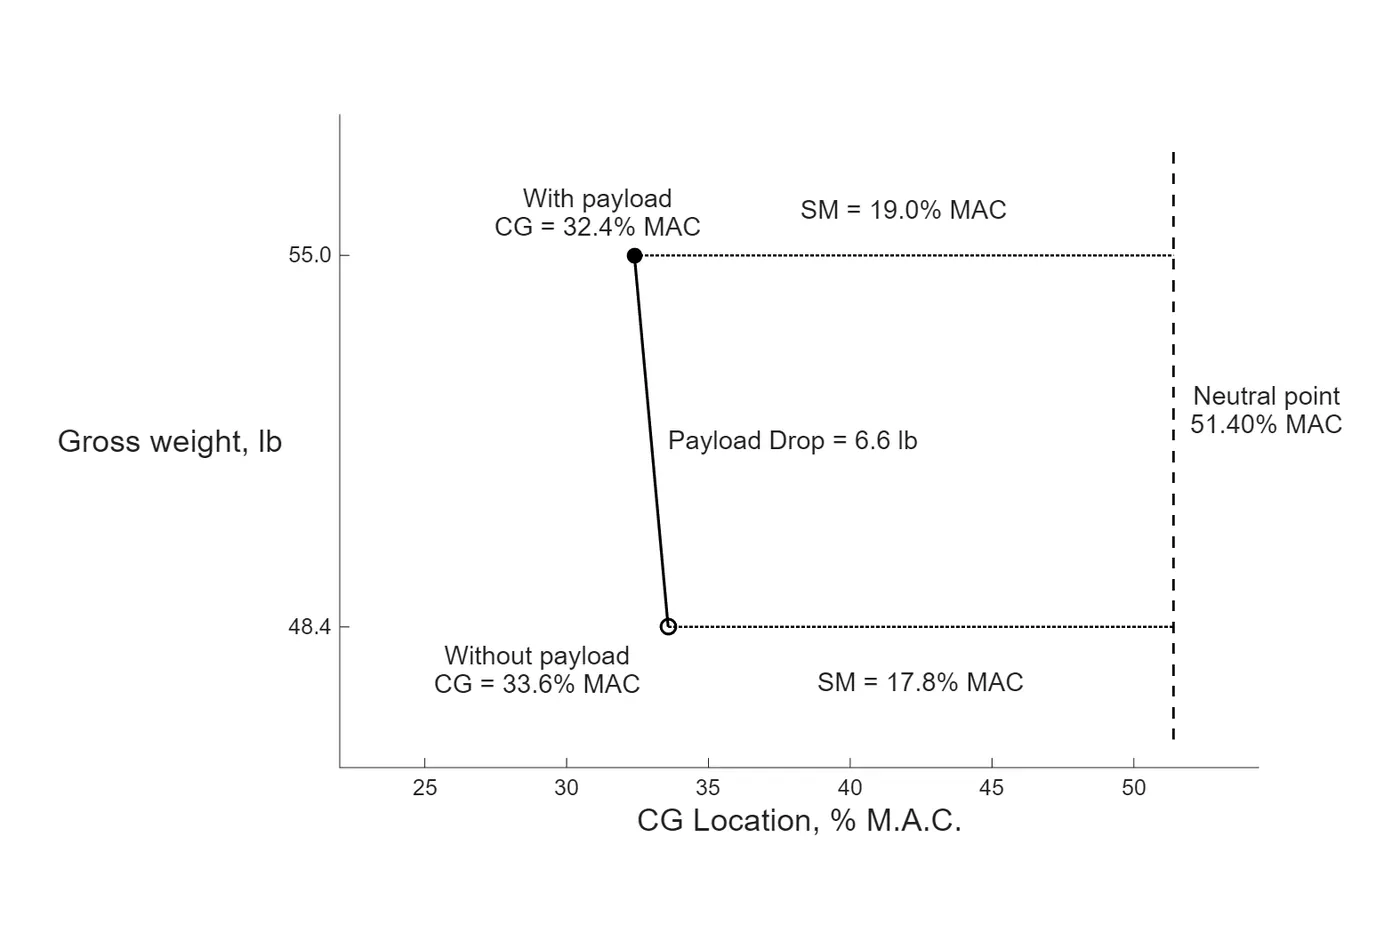 With payload
CG = 32.4% MAC
SM = 19.0% MAC
55.0
Neutral point
51.40% MAC
Gross weight, lb
Payload Drop = 6.6 lb
48.4
Without payload
CG = 33.6% MAC
SM = 17.8% MAC
25 30 35 40 45 50
CG Location, % M.A.C.